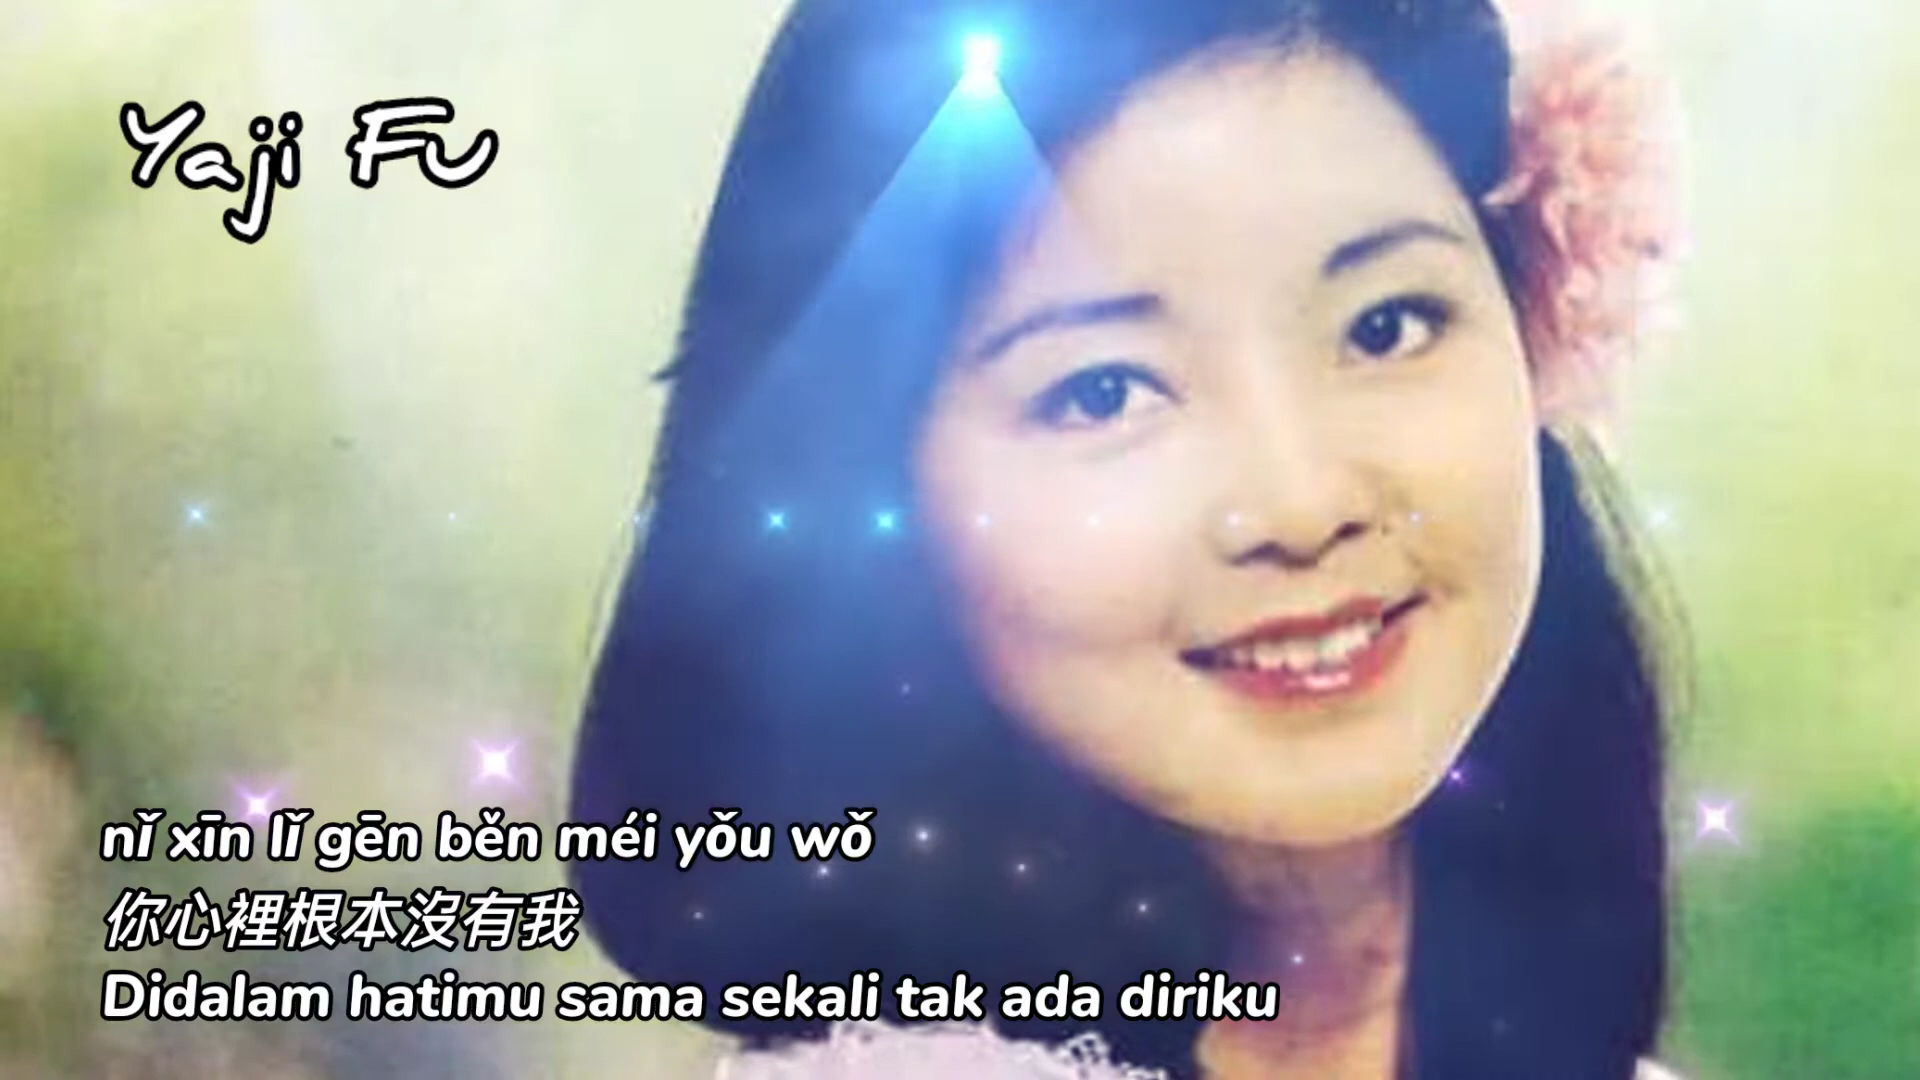 Yaji Fu
nǐ xīn lǐ gēn běn méi yǒu wǒ
你心裡根本沒有我
Didalam hatimu sama sekali tak ada diriku